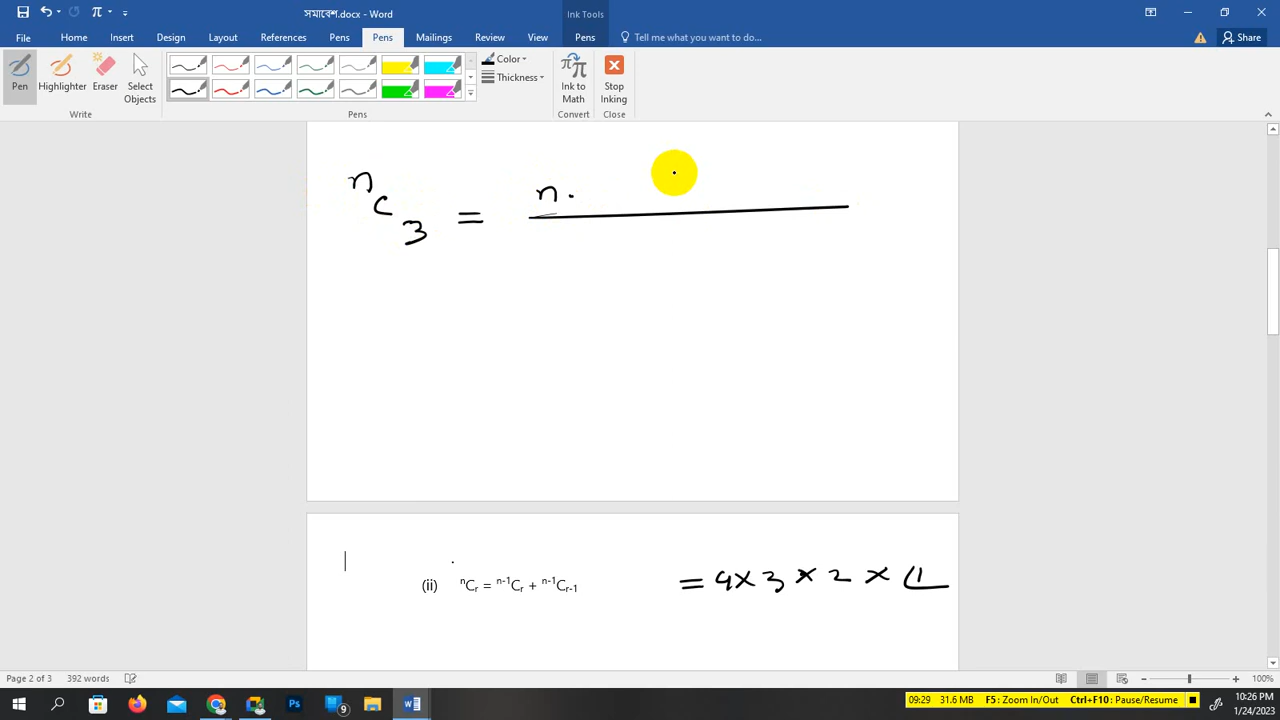 সমাবেশ.docx - Word
Ink Tools
File Home Insert Design Layout References Mailings Review View Pens Mailings Review View Pens Tell me what you want to do... Share
Pen Highlighter Eraser Select Objects
Color
Thickness
Ink to Math
Stop Inking
Write Pens Convert Close
ⁿC₃ = n.
= 4×3×2×⌊1
(ii) ⁿCᵣ = ⁿ⁻¹Cᵣ + ⁿ⁻¹Cᵣ₋₁
Page 2 of 3 392 words 100%
09:29 31.6 MB F5: Zoom In/Out Ctrl+F10: Pause/Resume
10:26 PM
1/24/2023